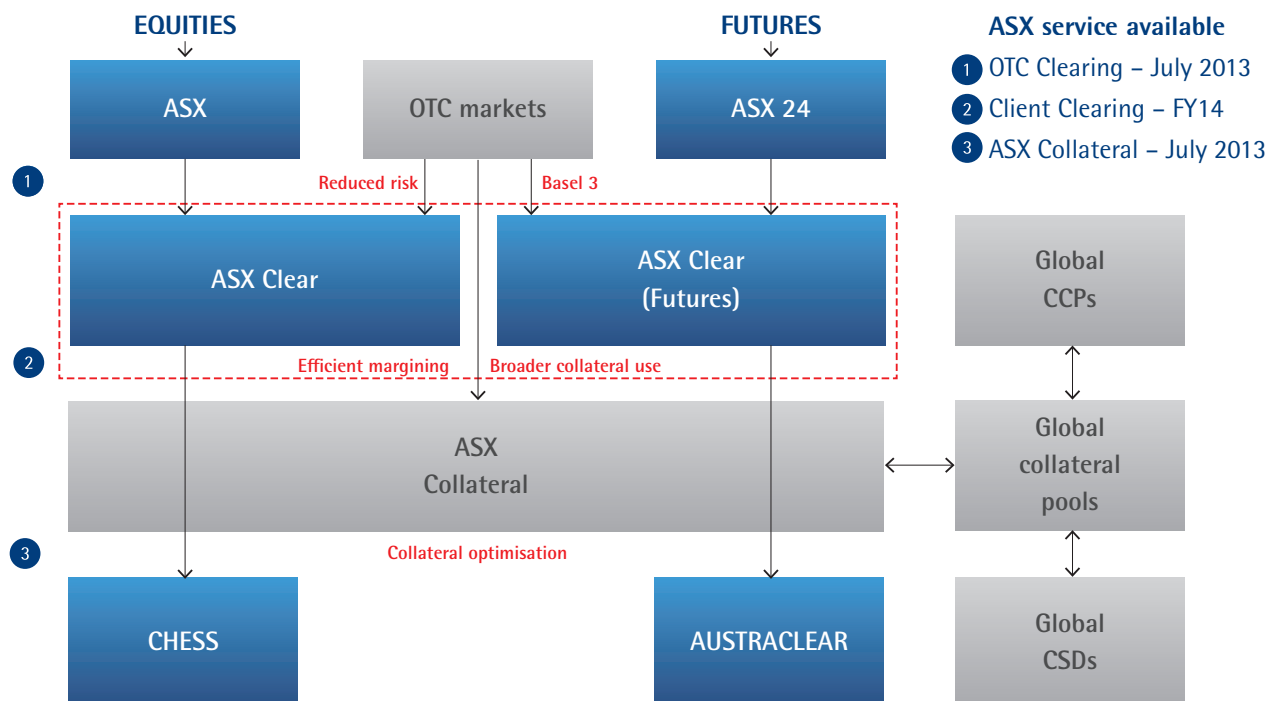 EQUITIES
FUTURES
ASX service available
1 OTC Clearing – July 2013
2 Client Clearing – FY14
3 ASX Collateral – July 2013
ASX
OTC markets
ASX 24
1
Reduced risk
Basel 3
ASX Clear
ASX Clear
(Futures)
Global
CCPs
2
Efficient margining
Broader collateral use
ASX
Collateral
Global
collateral
pools
3
Collateral optimisation
CHESS
AUSTRACLEAR
Global
CSDs